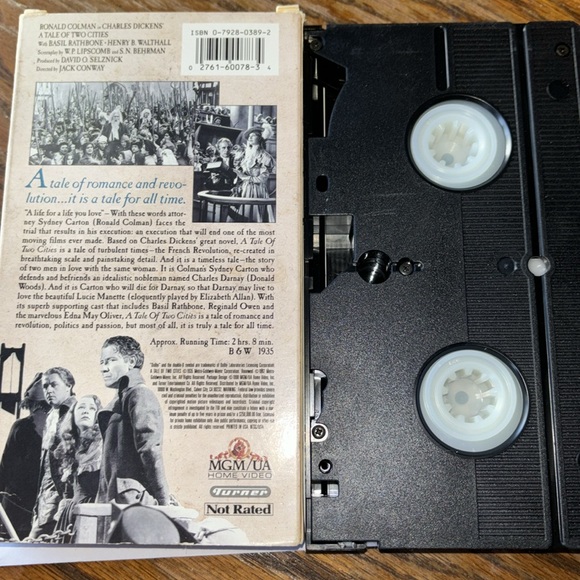 RONALD COLMAN in CHARLES DICKENS'
A TALE OF TWO CITIES
With BASIL RATHBONE • HENRY B. WALTHALL
Screenplay by W.P. LIPSCOMB and S.N. BEHRMAN
Produced by DAVID O. SELZNICK
Directed by JACK CONWAY
ISBN 0-7928-0389-2
0 27616 0078-3 4
A tale of romance and revo-
lution...it is a tale for all time.
"A life for a life you love"—With these words attor-
ney Sydney Carton (Ronald Colman) faces the
trial that results in his execution: an execution that will end one of the most
moving films ever made. Based on Charles Dickens' great novel, A Tale Of
Two Cities is a tale of turbulent times—the French Revolution, re-created in
breathtaking scale and painstaking detail. And it is a timeless tale—the story
of two men in love with the same woman. It is Colman's Sydney Carton who
defends and befriends an idealistic nobleman named Charles Darnay (Donald
Woods). And it is Carton who will die for Darnay, so that Darnay may live to
love the beautiful Lucie Manette (eloquently played by Elizabeth Allan). With
its superb supporting cast that includes Basil Rathbone, Reginald Owen and
the marvelous Edna May Oliver, A Tale Of Two Cities is a tale of romance and
revolution, politics and passion, but most of all, it is truly a tale for all time.
Approx. Running Time: 2 hrs. 8 min.
B & W 1935
MGM/UA
HOME VIDEO
Turner
Not Rated